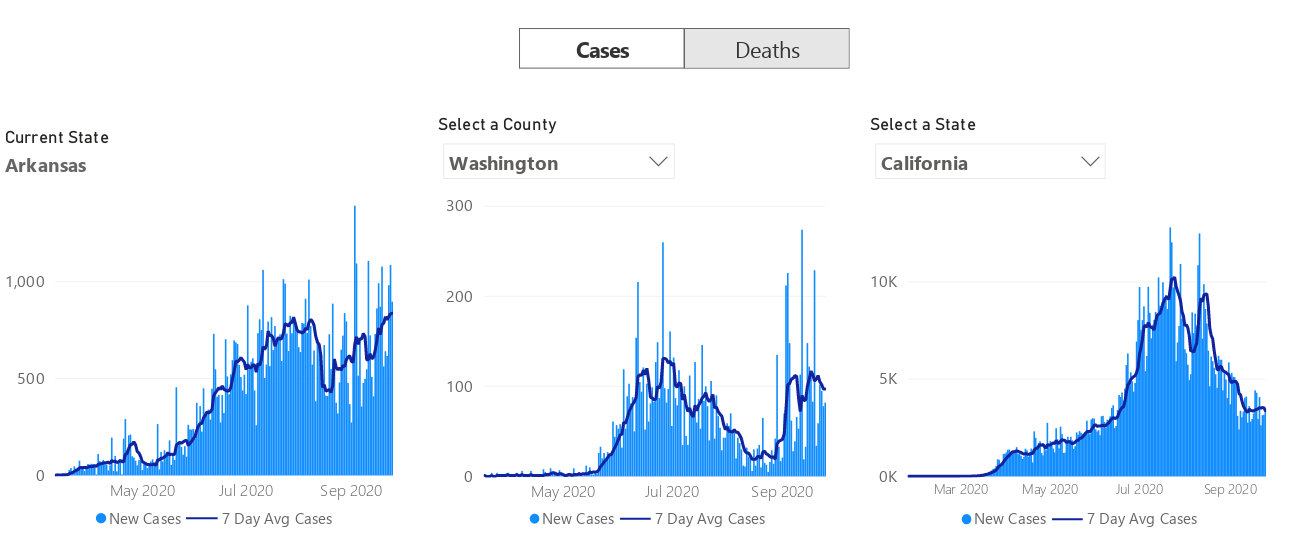 Cases Deaths
Current State
Arkansas
1,000
500
0
May 2020 Jul 2020 Sep 2020
New Cases 7 Day Avg Cases
Select a County
Washington
300
200
100
0
May 2020 Jul 2020 Sep 2020
New Cases 7 Day Avg Cases
Select a State
California
10K
5K
0K
Mar 2020 May 2020 Jul 2020 Sep 2020
New Cases 7 Day Avg Cases